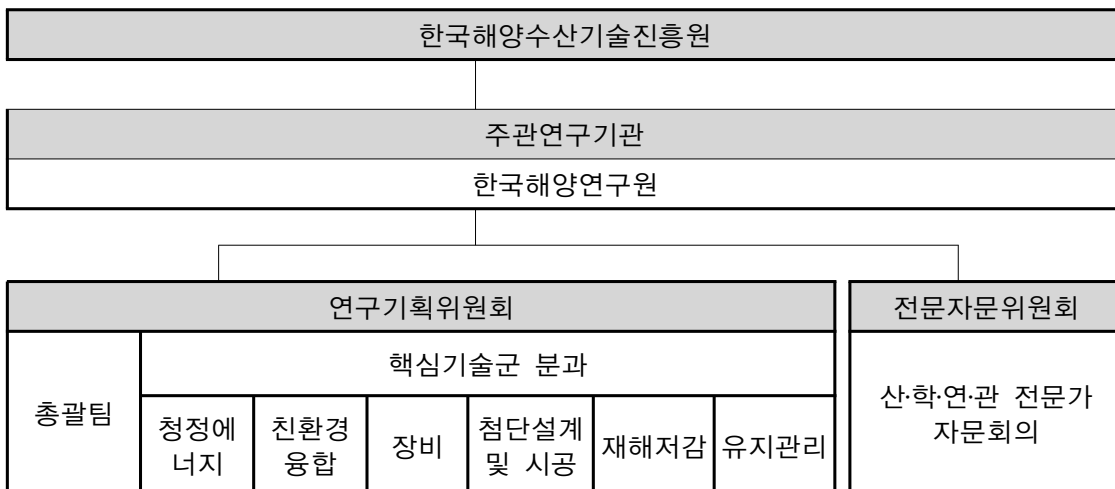 한국해양수산기술진흥원
주관연구기관
한국해양연구원
연구기획위원회
전문자문위원회
총괄팀
핵심기술군 분과
청정에
너지
친환경
융합
장비
첨단설계
및 시공
재해저감
유지관리
산·학·연·관 전문가
자문회의